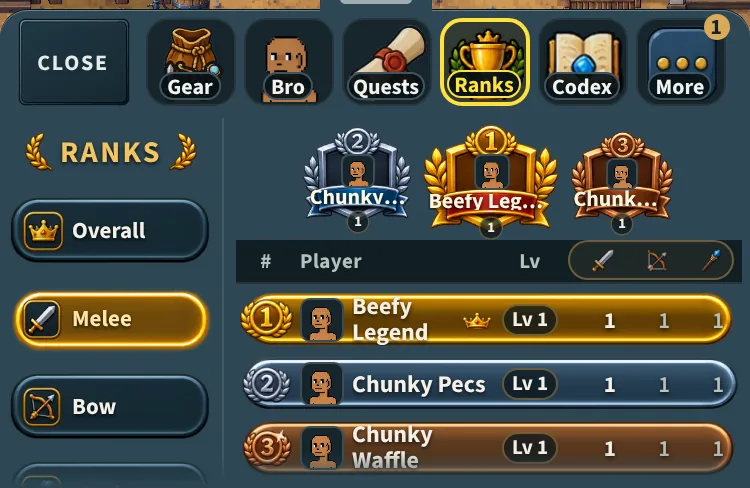 CLOSE
Gear
Bro
Quests
Ranks
Codex
More
1
RANKS
Overall
Melee
Bow
2
Chunky...
1
1
Beefy Leg...
1
3
Chunk...
1
# Player Lv
1
Beefy
Legend
Lv 1 1 1 1
2
Chunky Pecs Lv 1 1 1 1
3
Chunky
Waffle
Lv 1 1 1 1